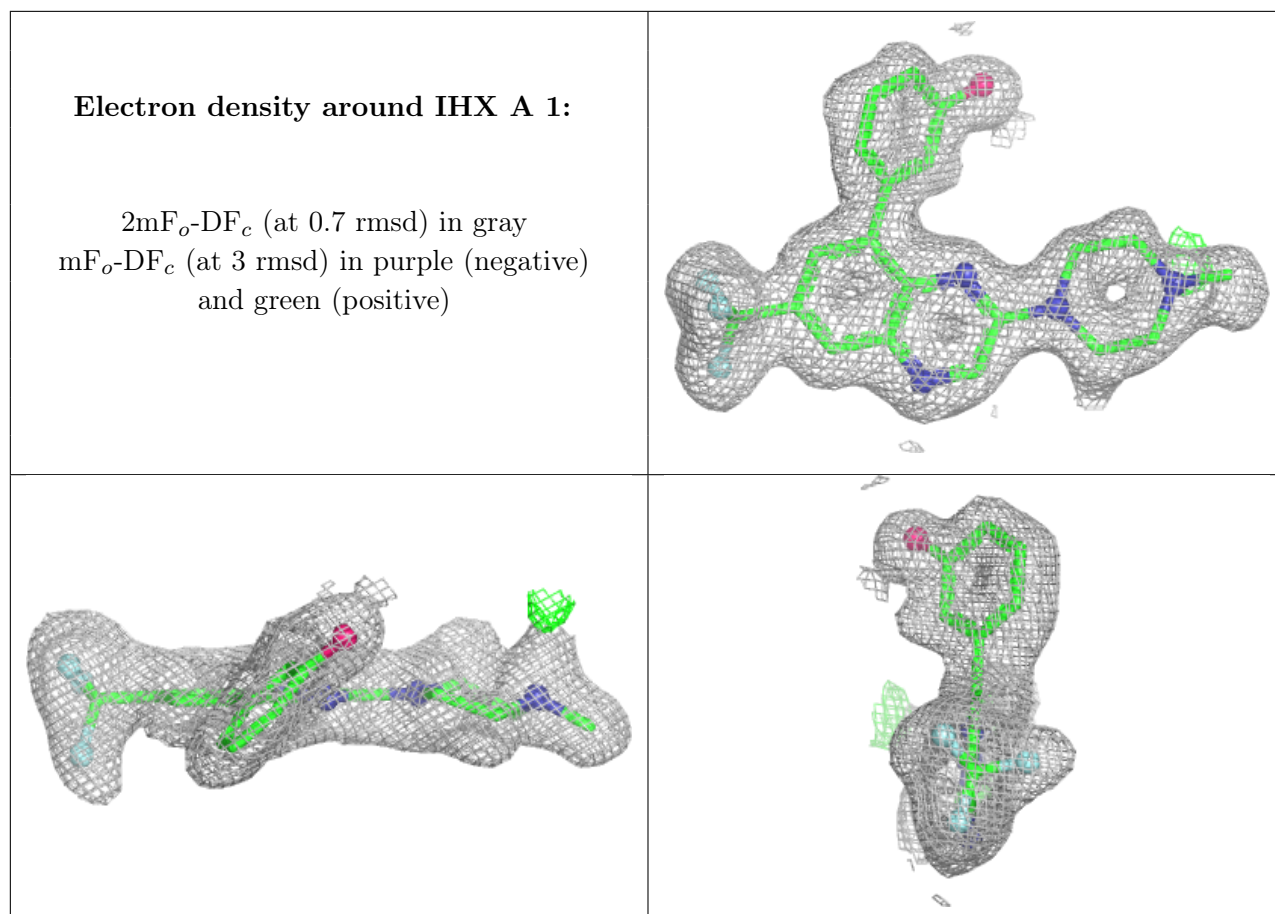 Electron density around IHX A 1:
2mFo-DFc (at 0.7 rmsd) in gray
mFo-DFc (at 3 rmsd) in purple (negative)
and green (positive)